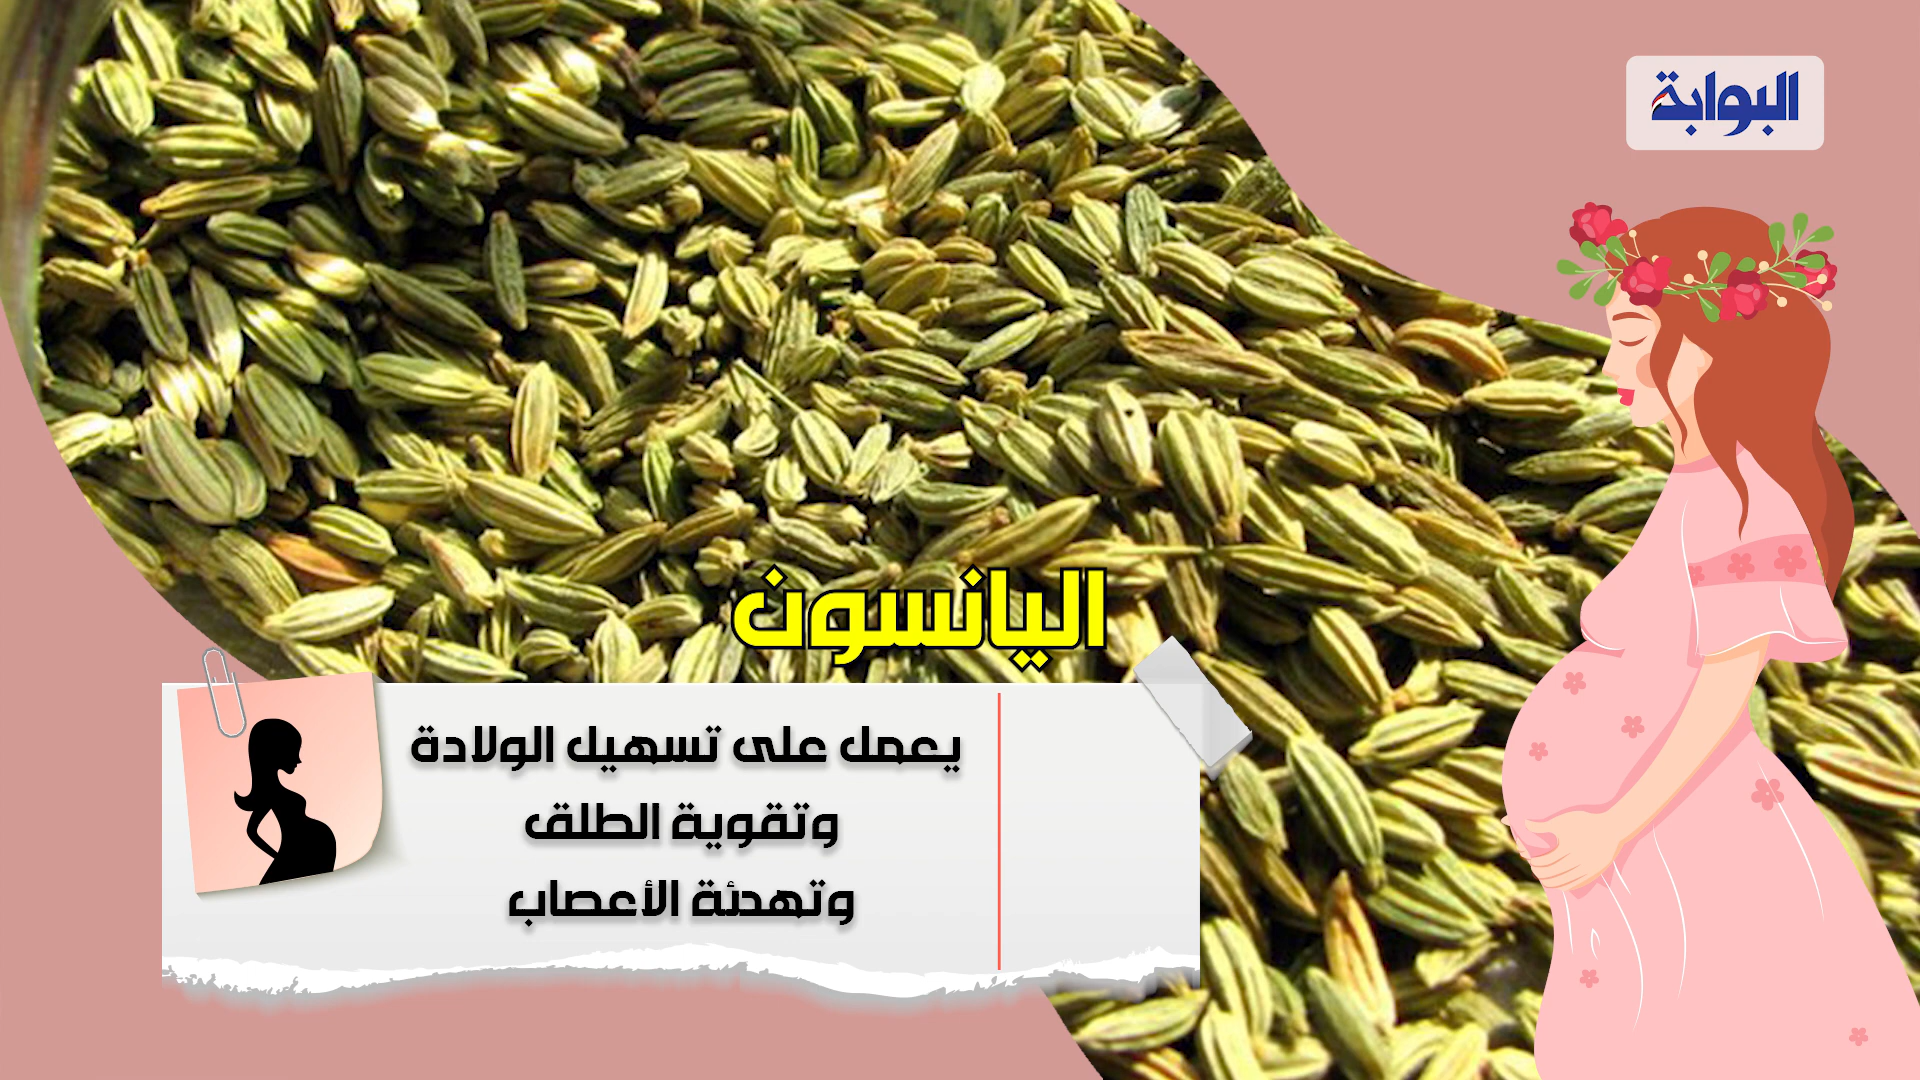 البوابة
اليانسون
يعمل على تسهيل الولادة
وتقوية الطلق
وتهدئة الأعصاب